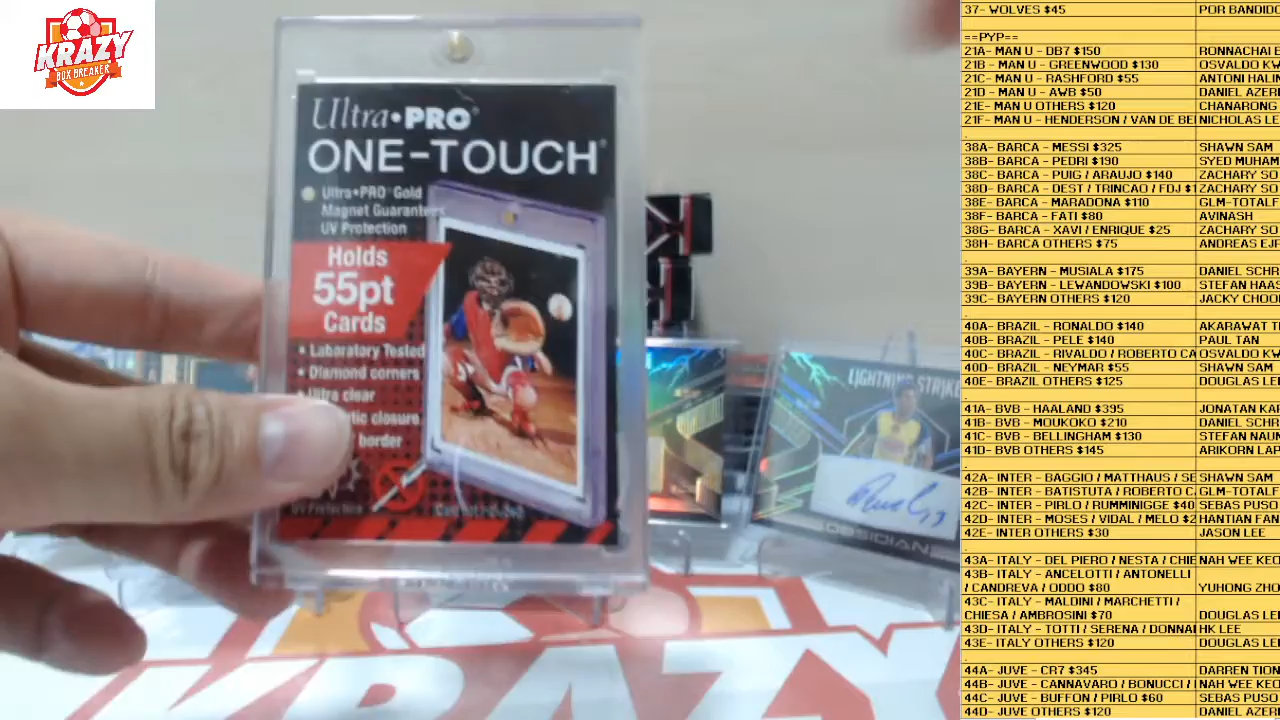 KRAZY
BOX BREAKER
Ultra•PRO®
ONE-TOUCH®
Ultra•PRO® Gold
Magnet Guarantee
UV Protection
Holds
55pt
Cards
• Laboratory Tested
• Diamond corners
• Ultra clear
closure
border
UV Protection
LIGHTNING STRIKE
OBSIDIAN
KRAZY
37- WOLVES $45 POR BANDIDO
==PYP==
21A- MAN U - DB7 $150 RONNACHAI E
21B - MAN U - GREENWOOD $130 OSVALDO KW
21C- MAN U - RASHFORD $55 ANTONI HALIN
21D - MAN U - AWB $50 DANIEL AZER
21E- MAN U OTHERS $120 CHANARONG
21F- MAN U - HENDERSON / VAN DE BE NICHOLAS LE
.
38A- BARCA - MESSI $325 SHAWN SAM
38B- BARCA - PEDRI $190 SYED MUHAM
38C- BARCA - PUIG / ARAUJO $140 ZACHARY SO
38D- BARCA - DEST / TRINCAO / FDJ $1 ZACHARY SO
38E- BARCA - MARADONA $110 GLM-TOTALF
38F- BARCA - FATI $80 AVINASH
38G- BARCA - XAVI / ENRIQUE $25 ZACHARY SO
38H- BARCA OTHERS $75 ANDREAS EJF
.
39A- BAYERN - MUSIALA $175 DANIEL SCHR
39B- BAYERN - LEWANDOWSKI $100 STEFAN HAAS
39C- BAYERN OTHERS $120 JACKY CHOO
.
40A- BRAZIL - RONALDO $140 AKARAWAT T
40B- BRAZIL - PELE $140 PAUL TAN
40C- BRAZIL - RIVALDO / ROBERTO CA OSVALDO KW
40D- BRAZIL - NEYMAR $55 SHAWN SAM
40E- BRAZIL OTHERS $125 DOUGLAS LE
.
41A- BVB - HAALAND $395 JONATAN KAR
41B- BVB - MOUKOKO $210 DANIEL SCHR
41C- BVB - BELLINGHAM $130 STEFAN NAU
41D- BVB OTHERS $145 ARIKORN LAP
.
42A- INTER - BAGGIO / MATTHAUS / SE SHAWN SAM
42B- INTER - BATISTUTA / ROBERTO C GLM-TOTALF
42C- INTER - PIRLO / RUMMINIGGE $40 SEBAS PUSO
42D- INTER - MOSES / VIDAL / MELO $2 HANTIAN FAN
42E- INTER OTHERS $30 JASON LEE
.
43A- ITALY - DEL PIERO / NESTA / CHIE NAH WEE KEO
43B- ITALY - ANCELOTTI / ANTONELLI
/ CANDREVA / ODDO $80 YUHONG ZHO
43C- ITALY - MALDINI / MARCHETTI /
CHIESA / AMBROSINI $70 DOUGLAS LE
43D- ITALY - TOTTI / SERENA / DONNA HK LEE
43E- ITALY OTHERS $120 DOUGLAS LE
.
44A- JUVE - CR7 $345 DARREN TION
44B- JUVE - CANNAVARO / BONUCCI / NAH WEE KEO
44C- JUVE - BUFFON / PIRLO $60 SEBAS PUSO
44D- JUVE OTHERS $120 DANIEL AZER